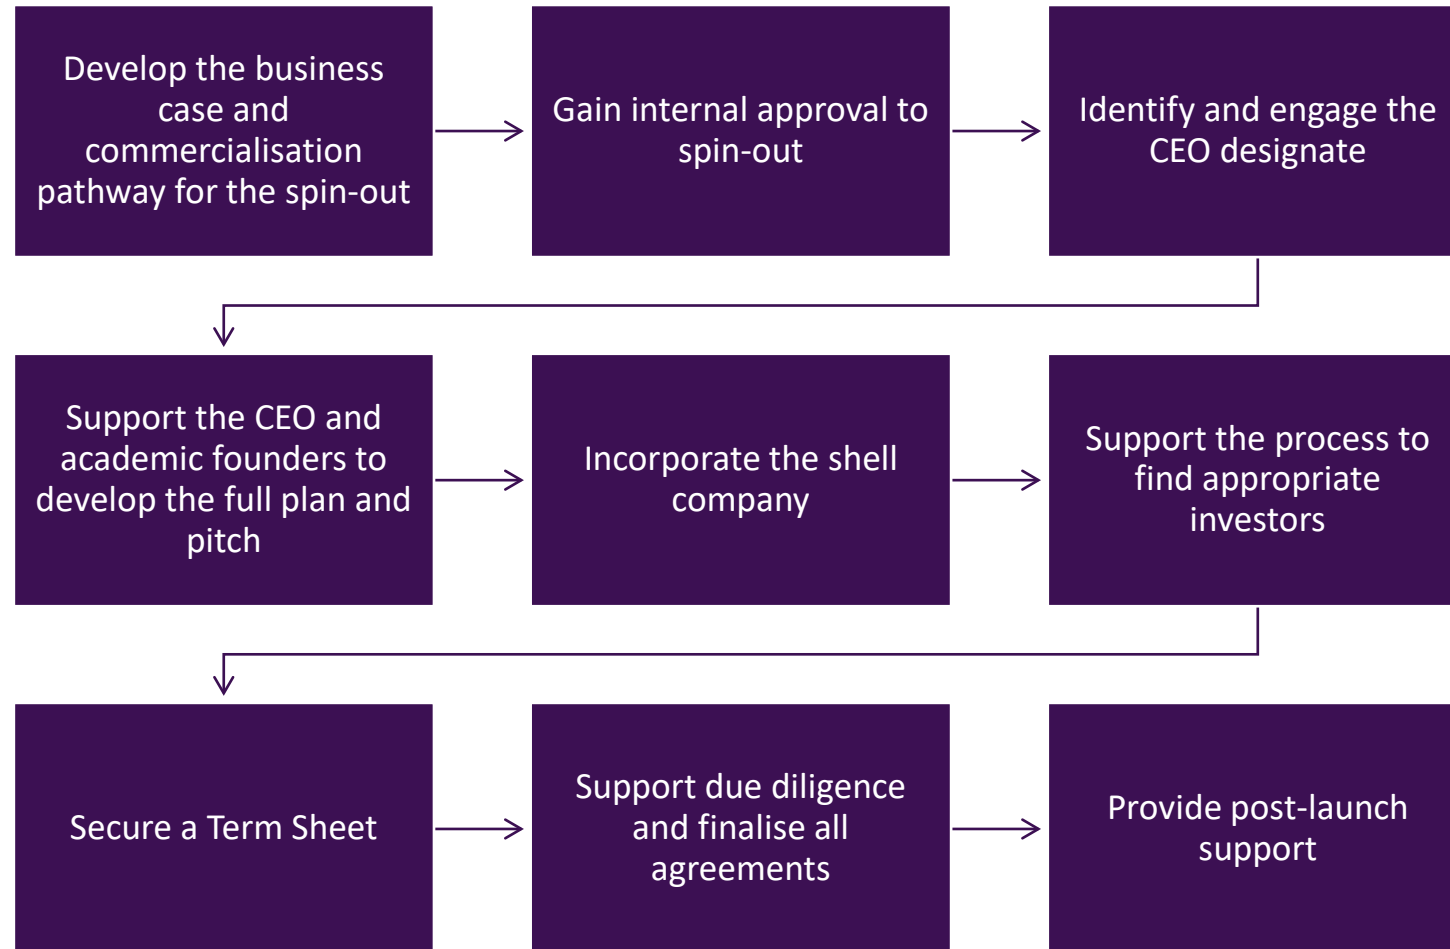 Develop the business
case and
commercialisation
pathway for the spin-out
Gain internal approval to
spin-out
Identify and engage the
CEO designate
Support the CEO and
academic founders to
develop the full plan and
pitch
Incorporate the shell
company
Support the process to
find appropriate
investors
Secure a Term Sheet
Support due diligence
and finalise all
agreements
Provide post-launch
support